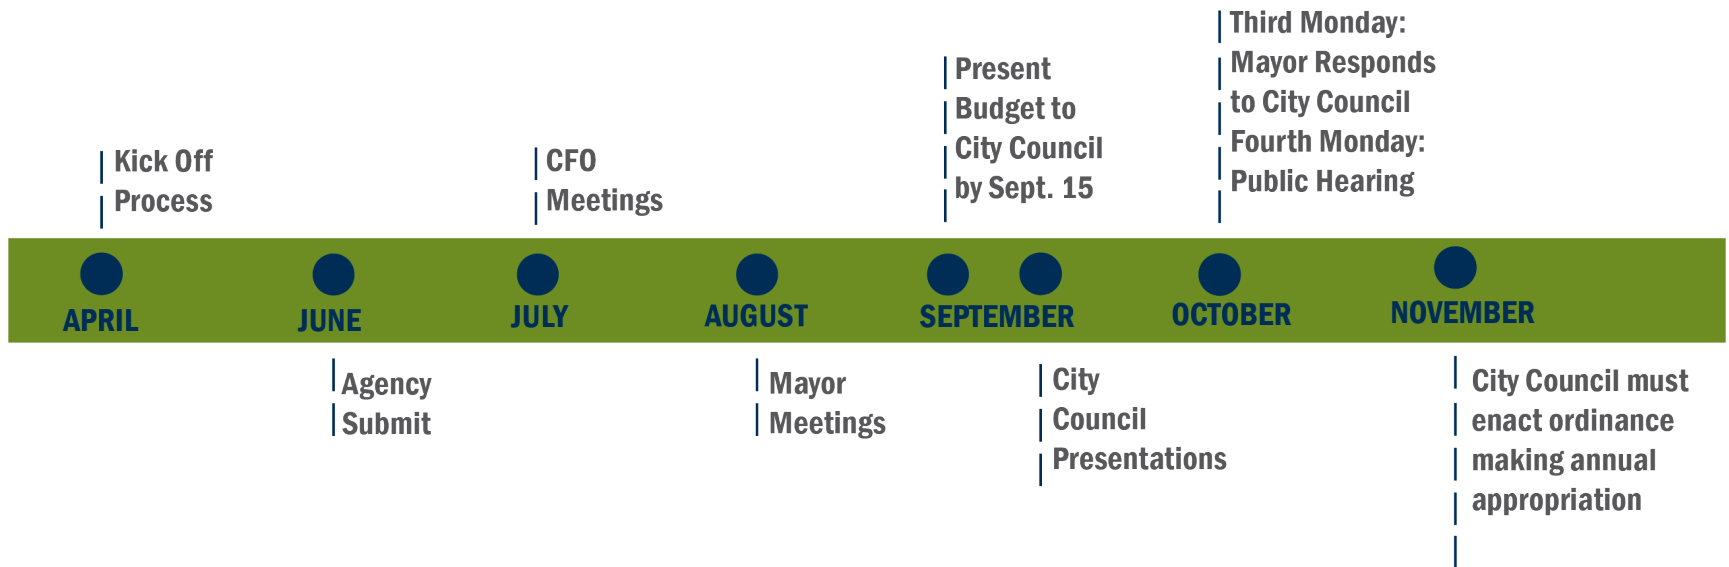 Kick Off
Process
CFO
Meetings
Present
Budget to
City Council
by Sept. 15
Third Monday:
Mayor Responds
to City Council
Fourth Monday:
Public Hearing
APRIL
JUNE
JULY
AUGUST
SEPTEMBER
OCTOBER
NOVEMBER
Agency
Submit
Mayor
Meetings
City
Council
Presentations
City Council must
enact ordinance
making annual
appropriation